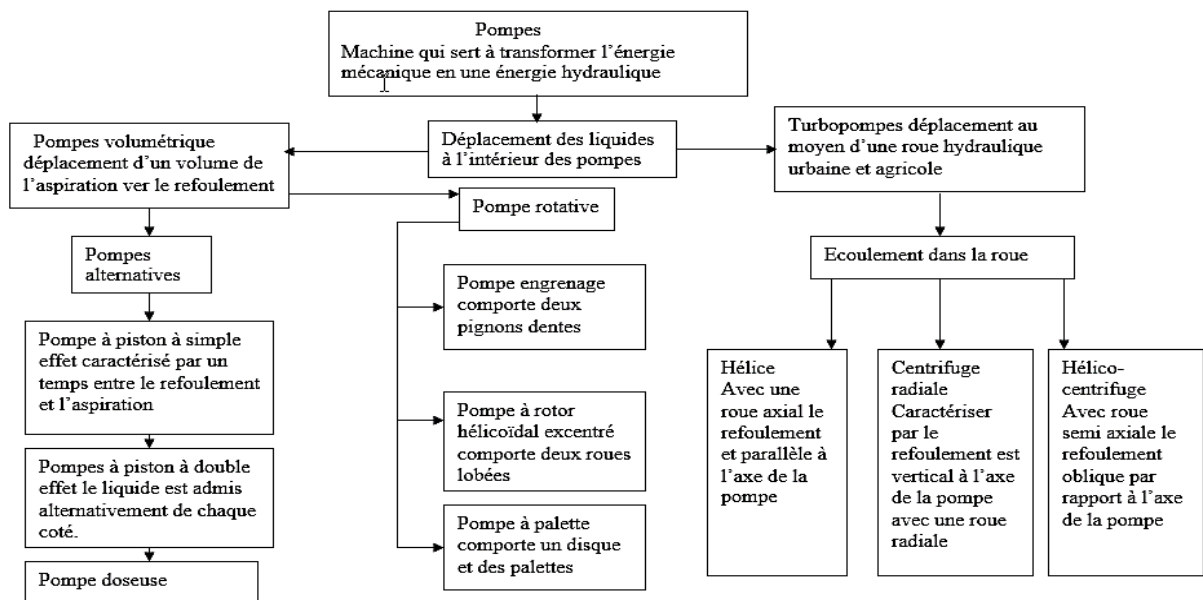 Pompes
Machine qui sert à transformer l'énergie
mécanique en une énergie hydraulique
Pompes volumétrique
déplacement d'un volume de
l'aspiration ver le refoulement
Déplacement des liquides
à l'intérieur des pompes
Turbopompes déplacement au
moyen d'une roue hydraulique
urbaine et agricole
Pompe rotative
Pompes
alternatives
Ecoulement dans la roue
Pompe à piston à simple
effet caractérisé par un
temps entre le refoulement
et l'aspiration
Pompes à piston à double
effet le liquide est admis
alternativement de chaque
coté.
Pompe doseuse
Pompe engrenage
comporte deux
pignons dentes
Pompe à rotor
hélicoïdal excentré
comporte deux roues
lobées
Pompe à palette
comporte un disque
et des palettes
Hélice
Avec une
roue axial le
refoulement
et parallèle à
l'axe de la
pompe
Centrifuge
radiale
Caractériser
par le
refoulement est
vertical à l'axe
de la pompe
avec une roue
radiale
Hélico-
centrifuge
Avec roue
semi axiale le
refoulement
oblique par
rapport à l'axe
de la pompe